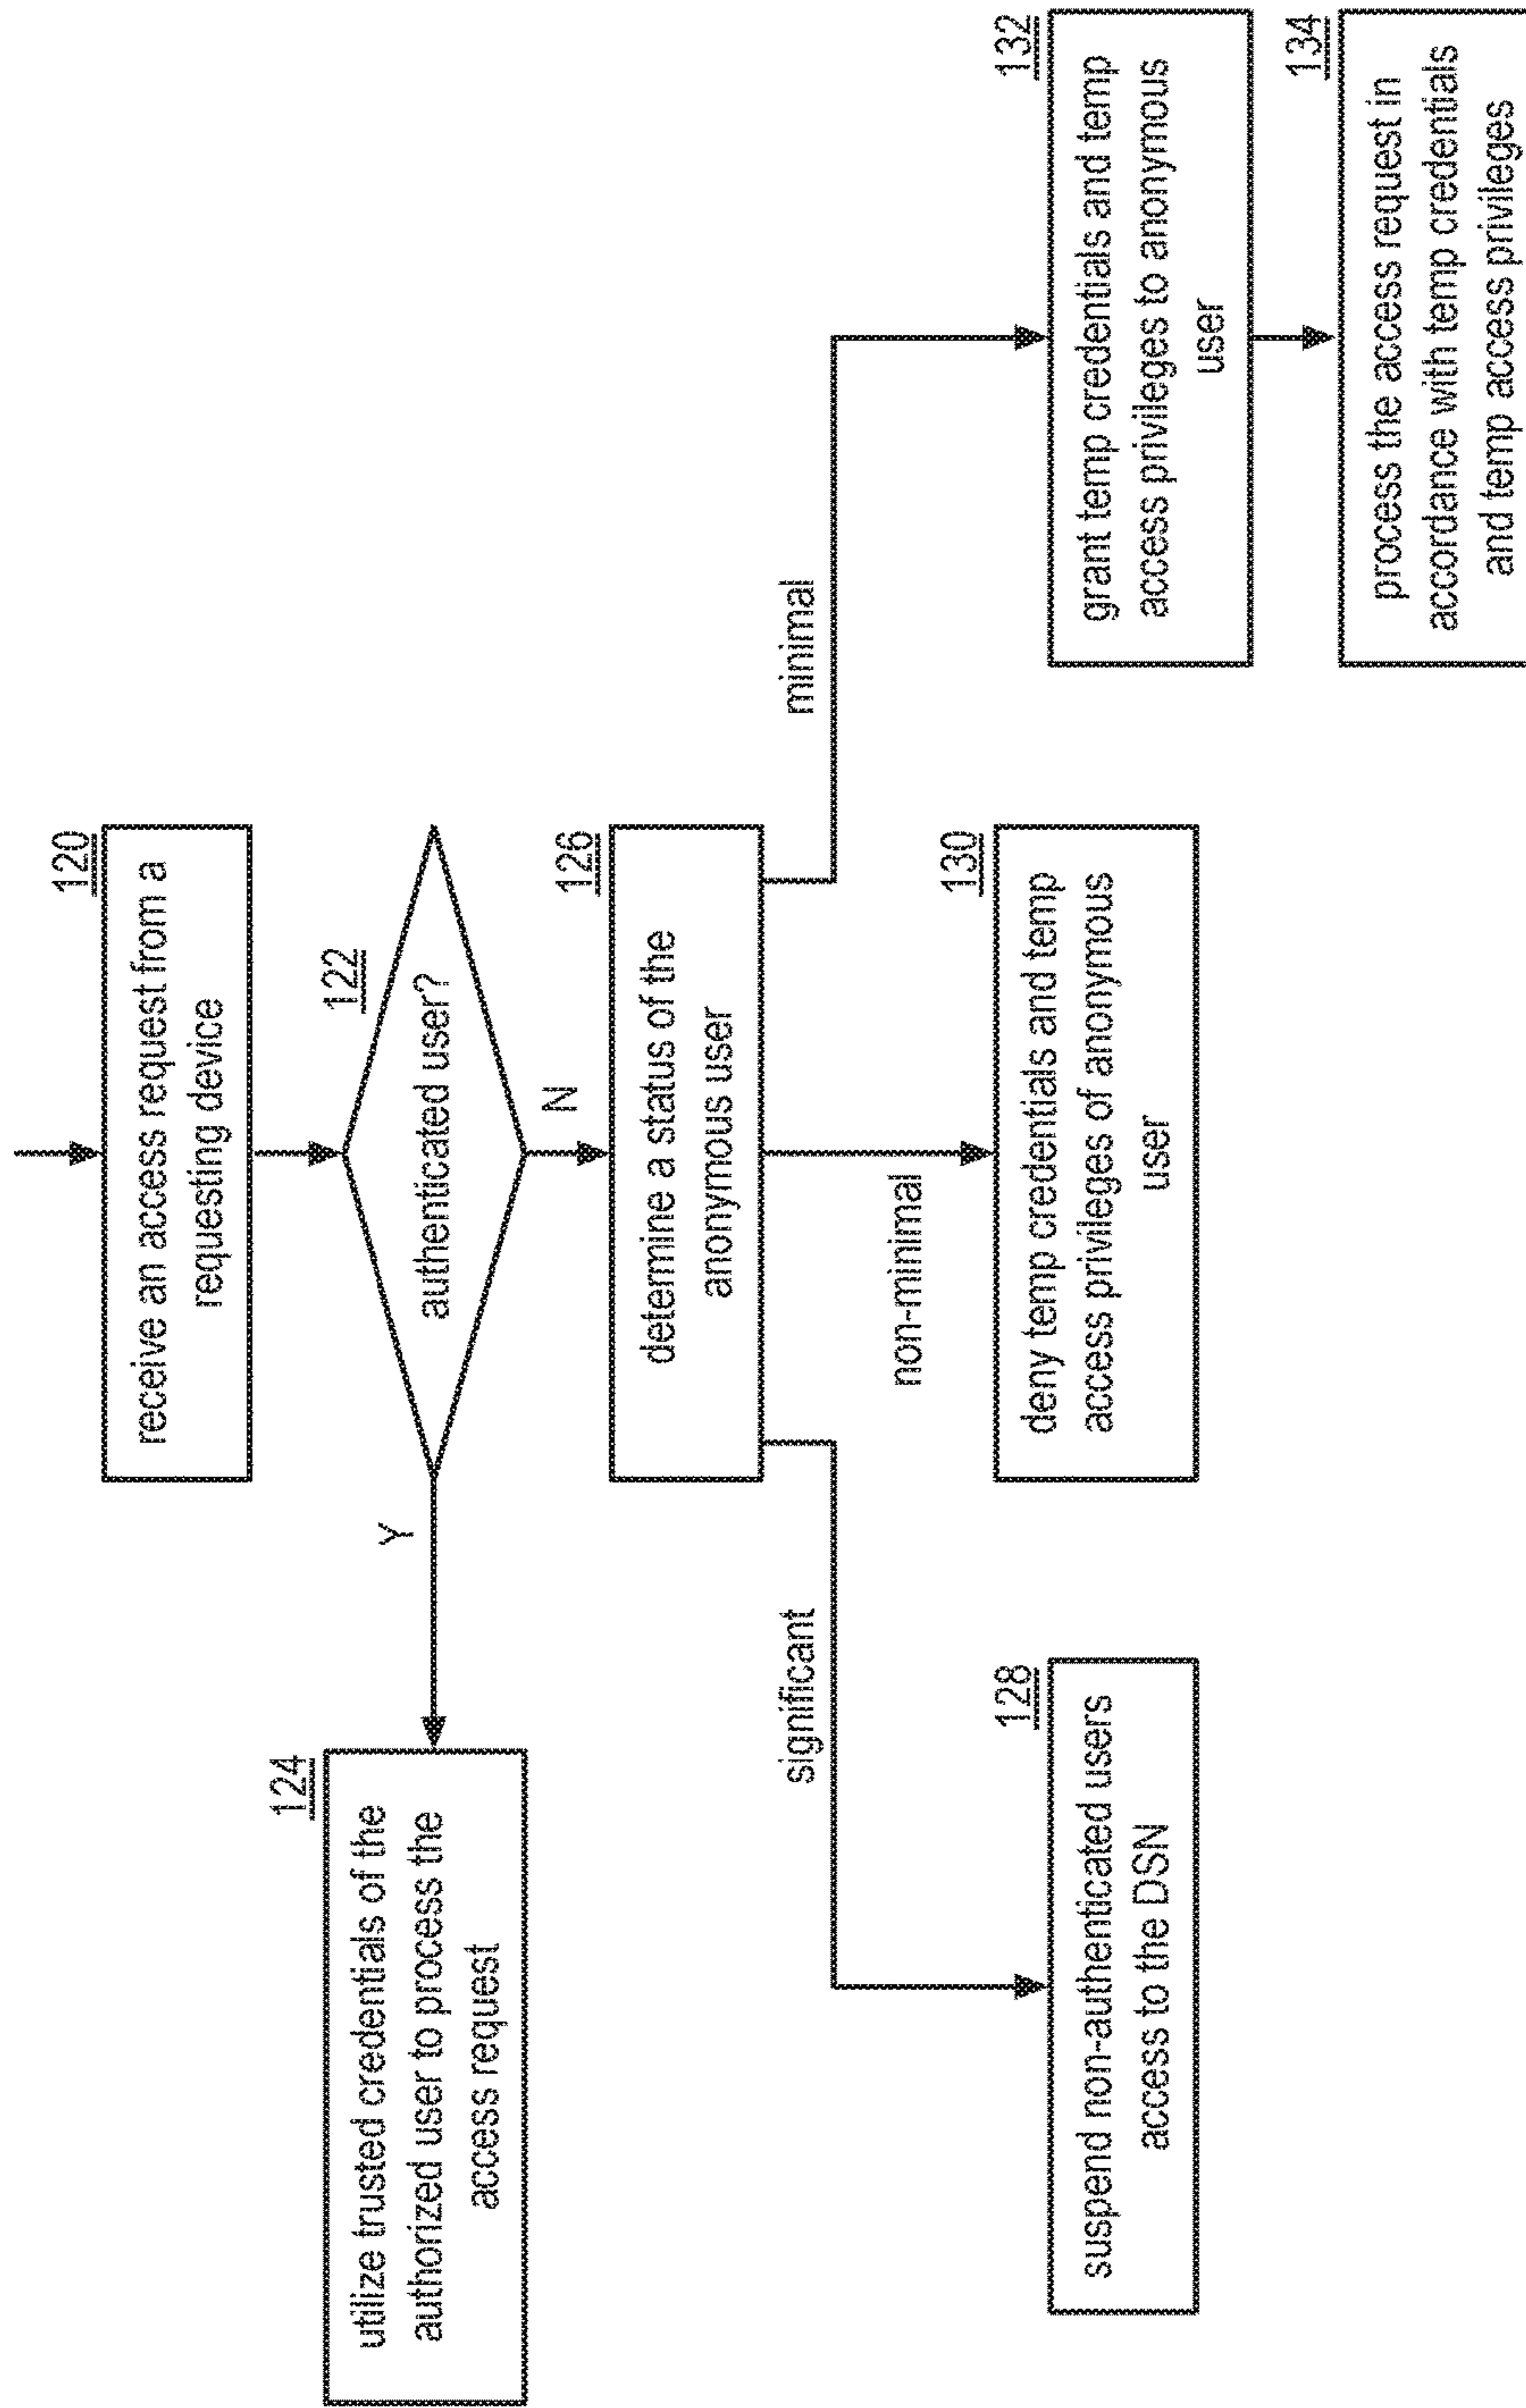 120
receive an access request from a
requesting device
122
authenticated user?
Y
N
124
utilize trusted credentials of the
authorized user to process the
access request
126
determine a status of the
anonymous user
significant
non-minimal
minimal
128
suspend non-authenticated users
access to the DSN
130
deny temp credentials and temp
access privileges of anonymous
user
132
grant temp credentials and temp
access privileges to anonymous
user
134
process the access request in
accordance with temp credentials
and temp access privileges